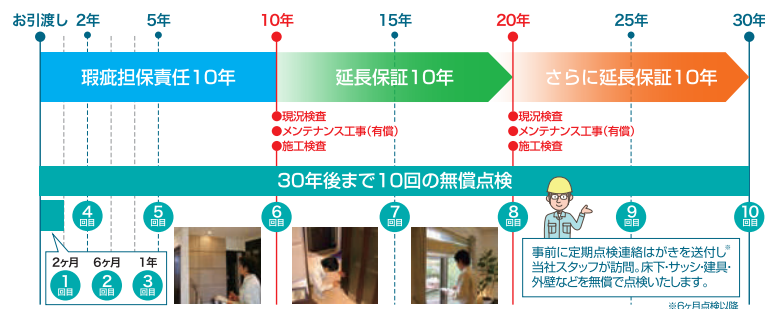 お引渡し 2年 5年 10年 15年 20年 25年 30年
瑕疵担保責任10年 延長保証10年 さらに延長保証10年
現況検査
メンテナンス工事(有償)
施工検査
現況検査
メンテナンス工事(有償)
施工検査
30年後まで10回の無償点検
4回目 5回目 6回目 7回目 8回目 9回目 10回目
2ヶ月 6ヶ月 1年
1回目 2回目 3回目
事前に定期点検連絡はがきを送付し※
当社スタッフが訪問。床下・サッシ・建具・
外壁などを無償で点検いたします。
※6ヶ月点検以降